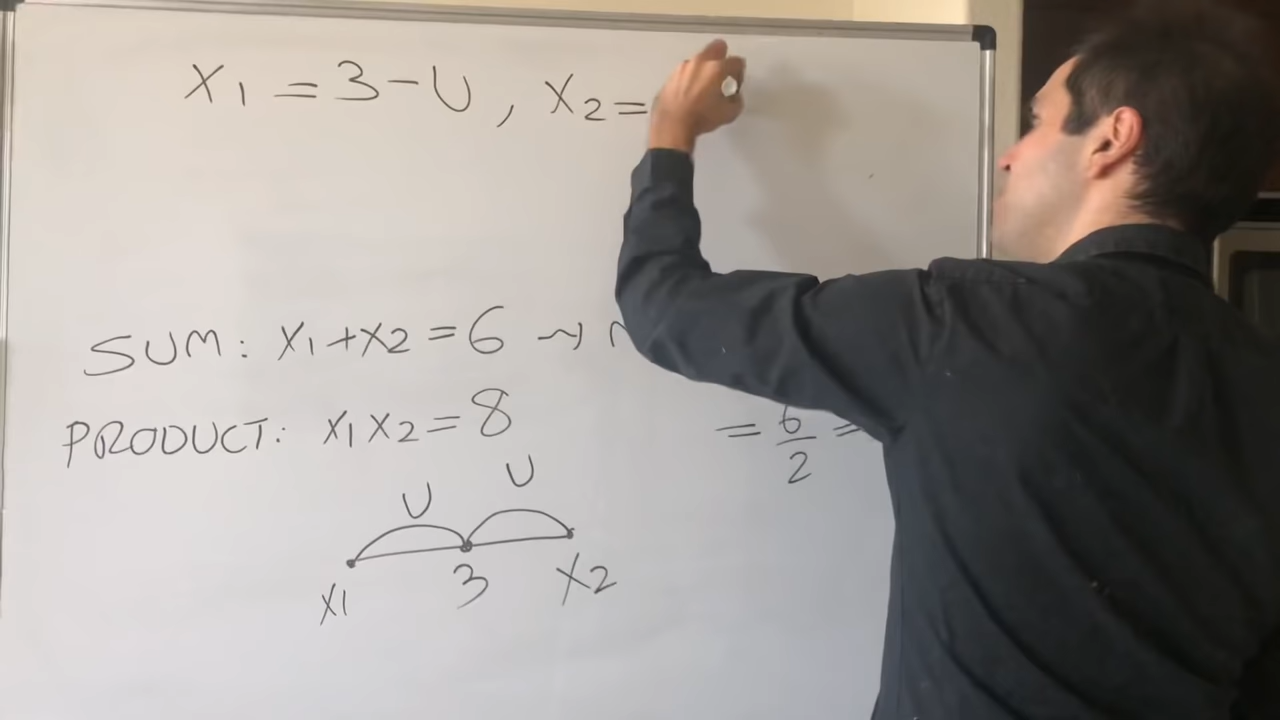 X1 = 3 - U, X2 =
SUM: X1 + X2 = 6 ~>
PRODUCT: X1 X2 = 8
= 6/2 =
U U
X1 3 X2